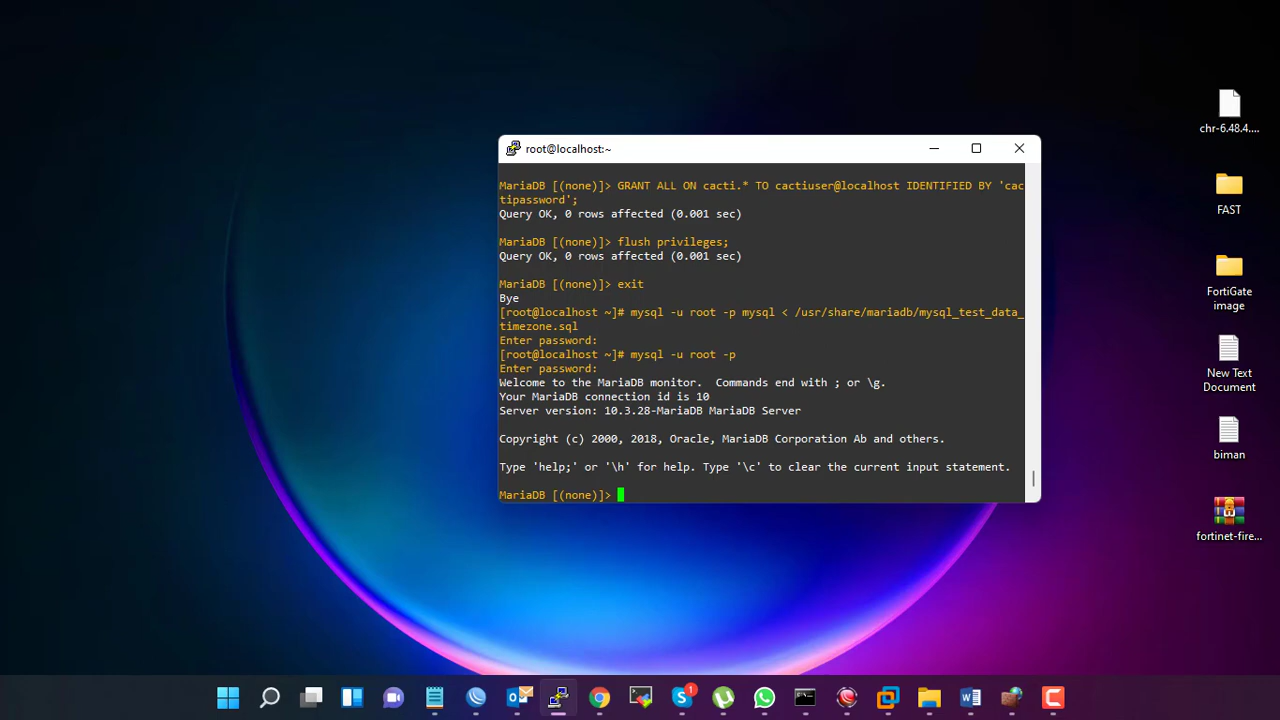 root@localhost:~
MariaDB [(none)]> GRANT ALL ON cacti.* TO cactiuser@localhost IDENTIFIED BY 'cac
tipassword';
Query OK, 0 rows affected (0.001 sec)
MariaDB [(none)]> flush privileges;
Query OK, 0 rows affected (0.001 sec)
MariaDB [(none)]> exit
Bye
[root@localhost ~]# mysql -u root -p mysql < /usr/share/mariadb/mysql_test_data_
timezone.sql
Enter password:
[root@localhost ~]# mysql -u root -p
Enter password:
Welcome to the MariaDB monitor.  Commands end with ; or \g.
Your MariaDB connection id is 10
Server version: 10.3.28-MariaDB MariaDB Server
Copyright (c) 2000, 2018, Oracle, MariaDB Corporation Ab and others.
Type 'help;' or '\h' for help. Type '\c' to clear the current input statement.
MariaDB [(none)]>
chr-6.48.4....
FAST
FortiGate
image
New Text
Document
biman
fortinet-fire...
1